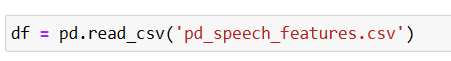 df = pd.read_csv('pd_speech_features.csv')